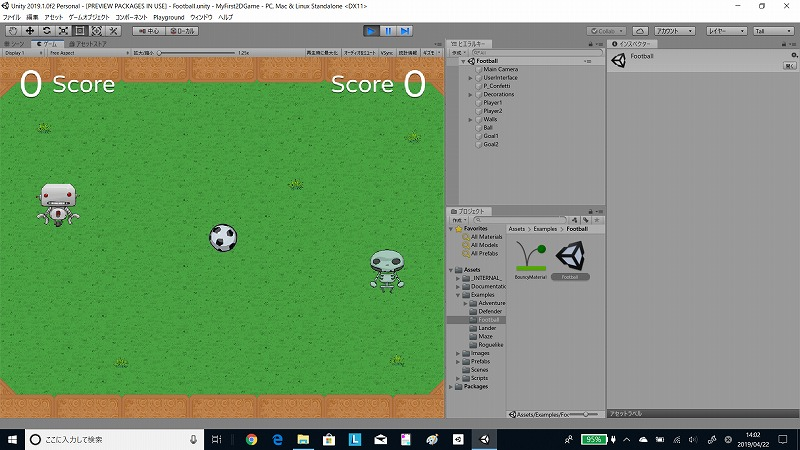 Unity 2019.1.0f2 Personal - [PREVIEW PACKAGES IN USE] - Football.unity - MyFirst2DGame - PC, Mac & Linux Standalone <DX11>
ファイル 編集 アセット ゲームオブジェクト コンポーネント Playground ウィンドウ ヘルプ
中心 ローカル Collab アカウント レイヤー Tall
シーン ゲーム アセットストア
Display 1 Free Aspect 拡大/縮小 1.25x 再生時に最大化 オーディオをミュート VSync 統計情報 ギズモ
0 Score Score 0
ヒエラルキー
作成 All
Football
Main Camera
UserInterface
P_Confetti
Decorations
Player1
Player2
Walls
Ball
Goal1
Goal2
プロジェクト
作成
Favorites
All Materials
All Models
All Prefabs
Assets
_INTERNAL_
Documentatic
Examples
Adventure
Defender
Football
Lander
Maze
Roguelike
Images
Prefabs
Scenes
Scripts
Packages
Assets Examples Football
BouncyMaterial Football
Assets/Examples/Foo
インスペクター
Football
開く
アセットラベル
ここに入力して検索
95%
14:02
2019/04/22